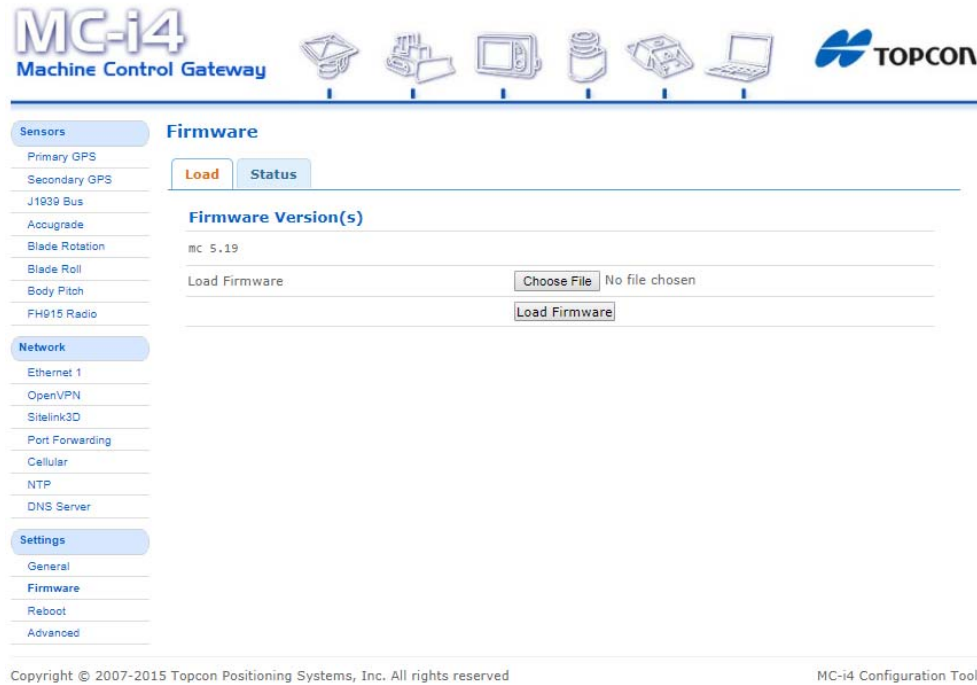 MC-i4
Machine Control Gateway
TOPCON
Sensors
Primary GPS
Secondary GPS
J1939 Bus
Accugrade
Blade Rotation
Blade Roll
Body Pitch
FH915 Radio
Network
Ethernet 1
OpenVPN
Sitelink3D
Port Forwarding
Cellular
NTP
DNS Server
Settings
General
Firmware
Reboot
Advanced
Firmware
Load Status
Firmware Version(s)
mc 5.19
Load Firmware Choose File No file chosen
Load Firmware
Copyright © 2007-2015 Topcon Positioning Systems, Inc. All rights reserved
MC-i4 Configuration Tool